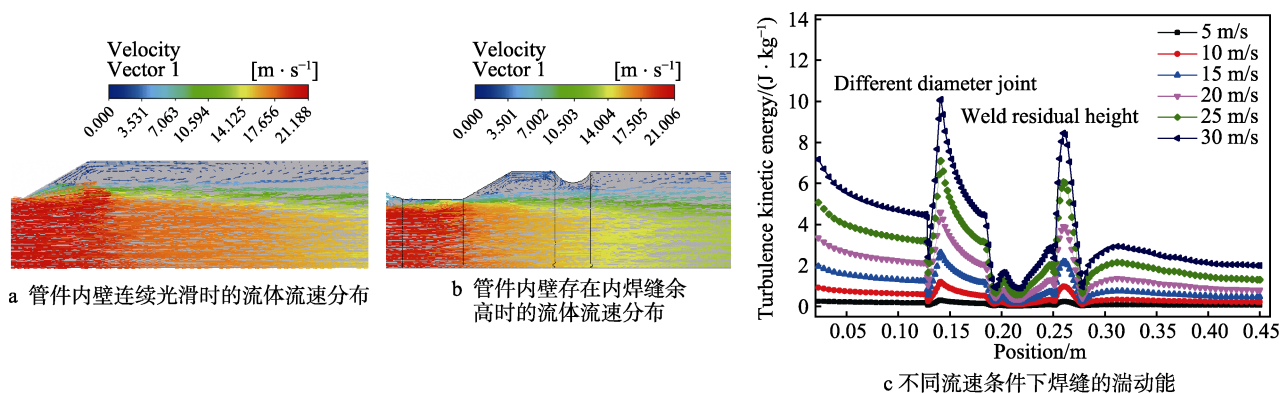 Velocity
Vector 1 [m · s⁻¹]
0.000
3.531
7.063
10.594
14.125
17.656
21.188
a 管件内壁连续光滑时的流体流速分布
Velocity
Vector 1 [m · s⁻¹]
0.000
3.501
7.002
10.503
14.004
17.505
21.006
b 管件内壁存在内焊缝余
高时的流体流速分布
Turbulence kinetic energy/(J · kg⁻¹)
14
12
10
8
6
4
2
0
Different diameter joint
Weld residual height
5 m/s
10 m/s
15 m/s
20 m/s
25 m/s
30 m/s
0.05 0.10 0.15 0.20 0.25 0.30 0.35 0.40 0.45
Position/m
c 不同流速条件下焊缝的湍动能